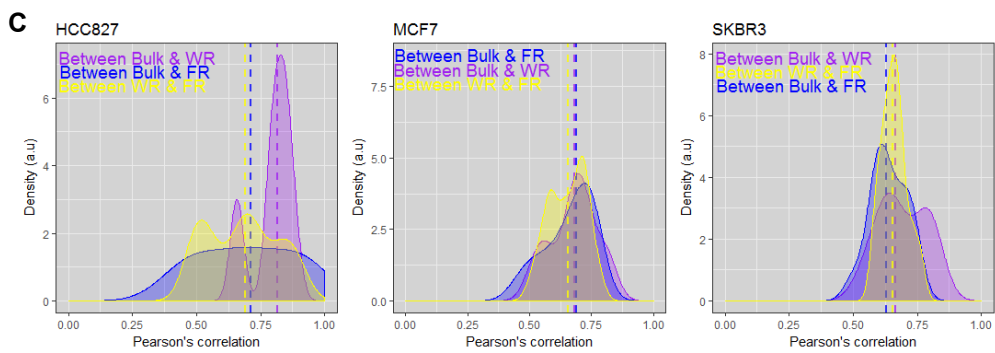 C
HCC827
Between Bulk & WR
Between Bulk & FR
Between WR & FR
Density (a.u)
6
4
2
0
0.00 0.25 0.50 0.75 1.00
Pearson's correlation
MCF7
Between Bulk & FR
Between Bulk & WR
Between WR & FR
Density (a.u)
7.5
5.0
2.5
0.0
0.00 0.25 0.50 0.75 1.00
Pearson's correlation
SKBR3
Between Bulk & WR
Between WR & FR
Between Bulk & FR
Density (a.u)
8
6
4
2
0
0.00 0.25 0.50 0.75 1.00
Pearson's correlation